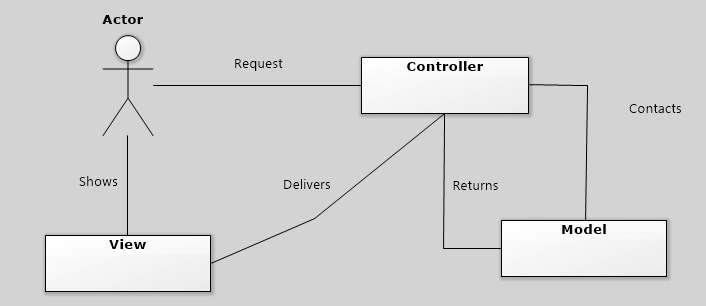 Actor
Request
Controller
Contacts
Shows
Delivers
Returns
View
Model